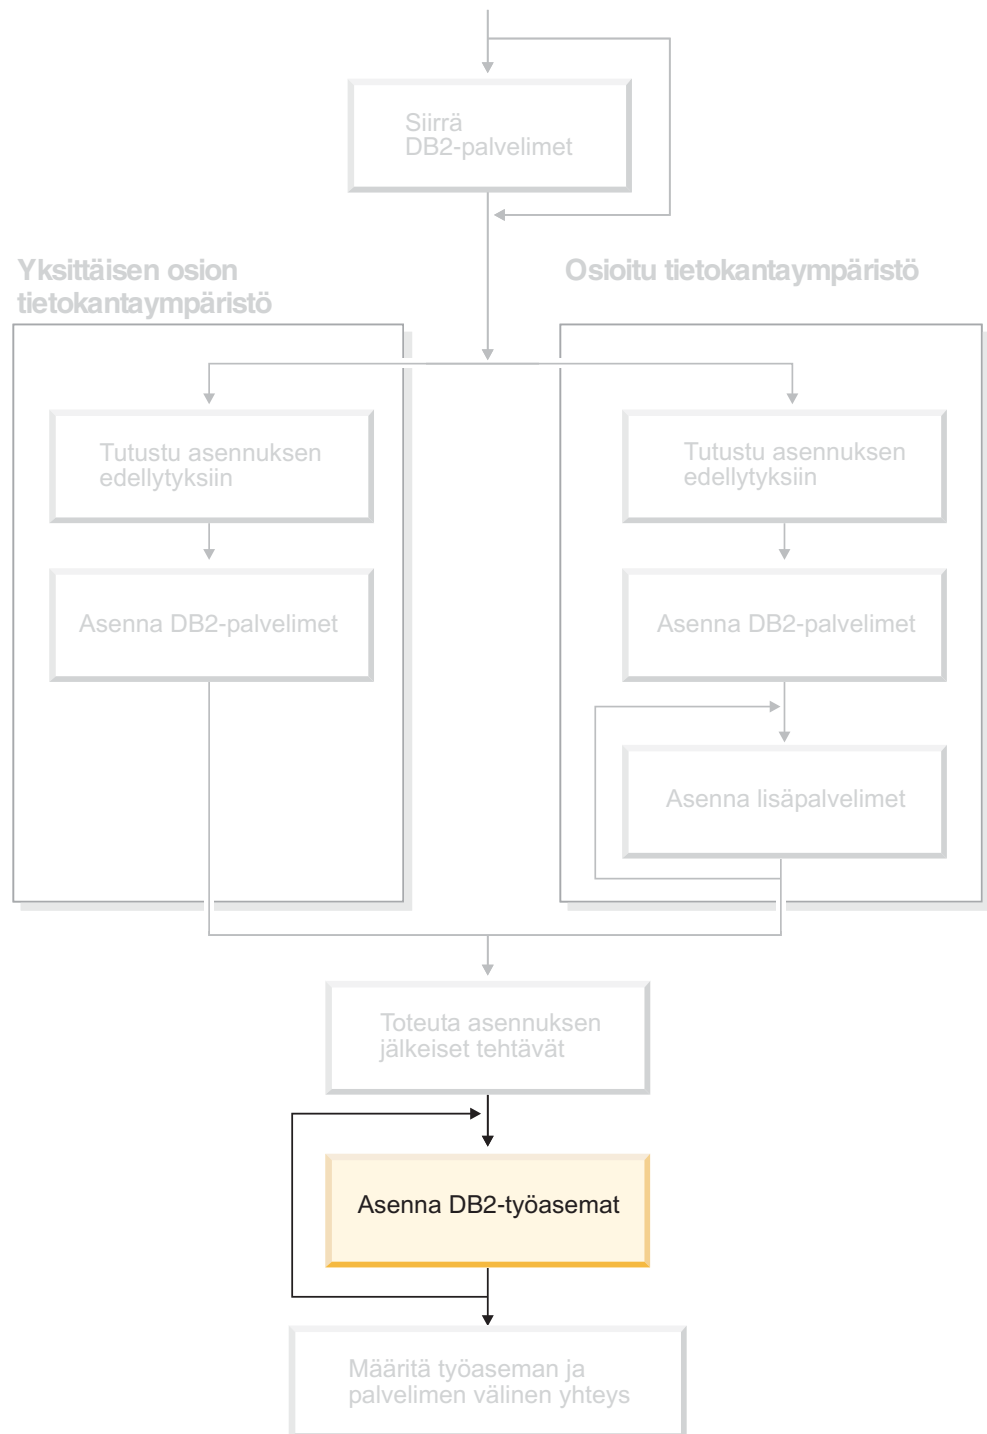 Siirrä
DB2-palvelimet
Yksittäisen osion
tietokantaympäristö
Osioitu tietokantaympäristö
Tutustu asennuksen
edellytyksiin
Tutustu asennuksen
edellytyksiin
Asenna DB2-palvelimet
Asenna DB2-palvelimet
Asenna lisäpalvelimet
Toteuta asennuksen
jälkeiset tehtävät
Asenna DB2-työasemat
Määritä työaseman ja
palvelimen välinen yhteys